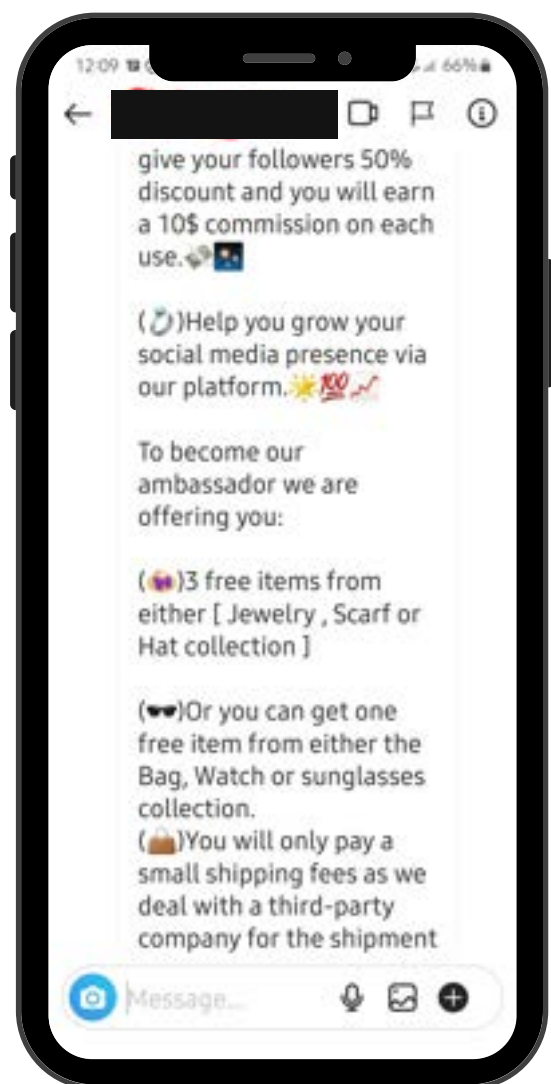 12:09
66%
give your followers 50%
discount and you will earn
a 10$ commission on each
use.💸🌃
(💍)Help you grow your
social media presence via
our platform.🌟💯📈
To become our
ambassador we are
offering you:
(👒)3 free items from
either [ Jewelry , Scarf or
Hat collection ]
(🕶️)Or you can get one
free item from either the
Bag, Watch or sunglasses
collection.
(👜)You will only pay a
small shipping fees as we
deal with a third-party
company for the shipment
Message...